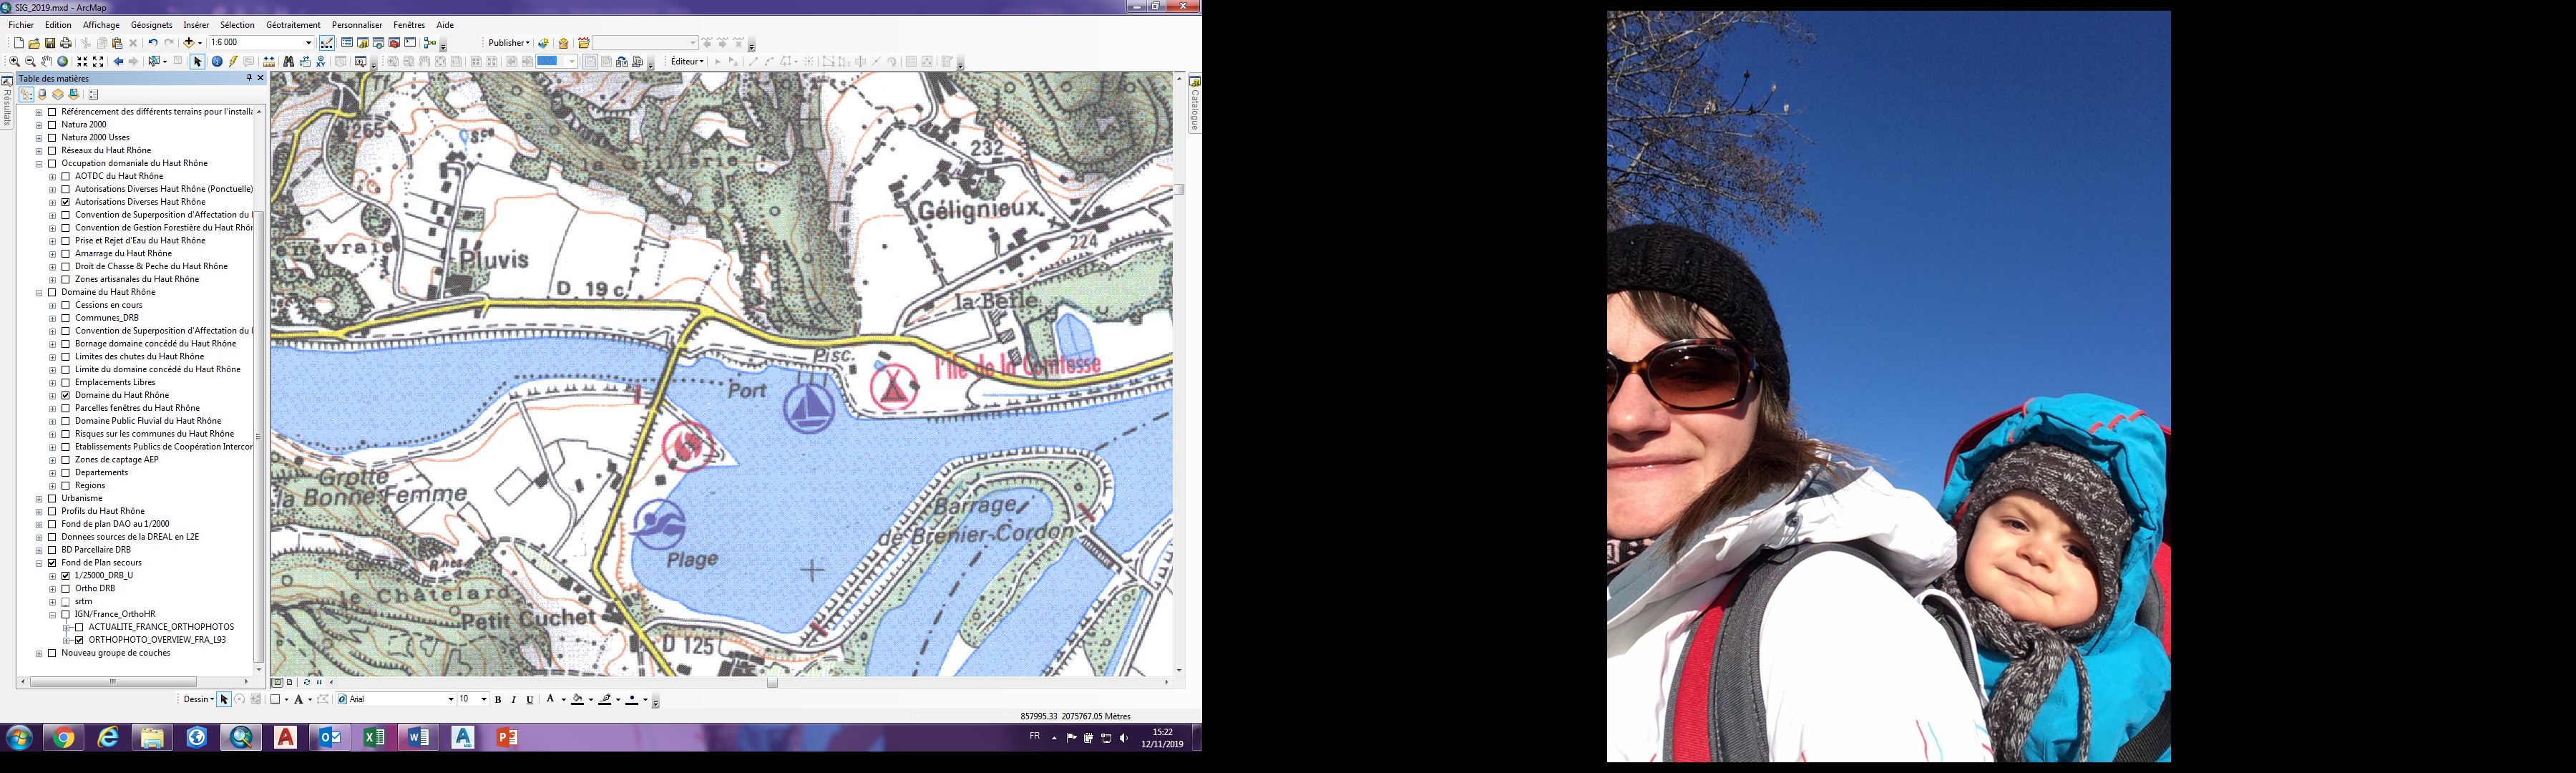 SIG_2019.mxd - ArcMap
Fichier Edition Affichage Géosignets Insérer Sélection Géotraitement Personnaliser Fenêtres Aide
1:6 000
Publisher
100%
Éditeur
Résultats
Table des matières
Catalogue
Référencement des différents terrains pour l'installa
Natura 2000
Natura 2000 Usses
Réseaux du Haut Rhône
Occupation domaniale du Haut Rhône
AOTDC du Haut Rhône
Autorisations Diverses Haut Rhône (Ponctuelle)
Autorisations Diverses Haut Rhône
Convention de Superposition d'Affectation du
Convention de Gestion Forestière du Haut Rhôr
Prise et Rejet d'Eau du Haut Rhône
Amarrage du Haut Rhône
Droit de Chasse & Peche du Haut Rhône
Zones artisanales du Haut Rhône
Domaine du Haut Rhône
Cessions en cours
Communes_DRB
Convention de Superposition d'Affectation du
Bornage domaine concédé du Haut Rhône
Limites des chutes du Haut Rhône
Limite du domaine concédé du Haut Rhône
Emplacements Libres
Domaine du Haut Rhône
Parcelles fenêtres du Haut Rhône
Domaine Public Fluvial du Haut Rhône
Risques sur les communes du Haut Rhône
Etablissements Publics de Coopération Intercor
Zones de captage AEP
Departements
Regions
Urbanisme
Profils du Haut Rhône
Fond de plan DAO au 1/2000
Donnees sources de la DREAL en L2E
BD Parcellaire DRB
Fond de Plan secours
1/25000_DRB_U
Ortho DRB
srtm
IGN/France_OrthoHR
ACTUALITE_FRANCE_ORTHOPHOTOS
ORTHOPHOTO_OVERVIEW_FRA_L93
Nouveau groupe de couches
265
sce
232
Gélignieux
224
Pluvis
D 19 c
la Belle
Pisc.
l'Ile de la Comtesse
Port
Grotte
la Bonne Femme
Barrage
de Brenier-Cordon
Plage
Rnes
le Châtelard
Petit Cuchet
D 125
Dessin
Arial
10
B I U A
857995.33 2075767.05 Mètres
FR
15:22
12/11/2019